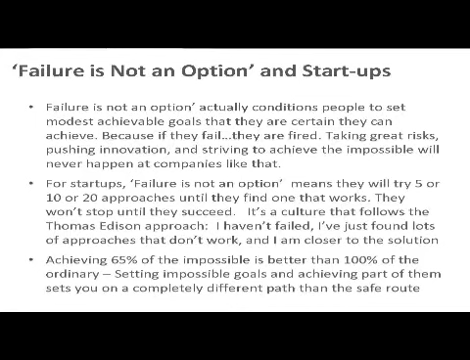 ‘Failure is Not an Option’ and Start-ups
• Failure is not an option’ actually conditions people to set
modest achievable goals that they are certain they can
achieve. Because if they fail…they are fired. Taking great risks,
pushing innovation, and striving to achieve the impossible will
never happen at companies like that.
• For startups, ‘Failure is not an option’ means they will try 5 or
10 or 20 approaches until they find one that works. They
won’t stop until they succeed. It’s a culture that follows the
Thomas Edison approach: I haven’t failed, I’ve just found lots
of approaches that don’t work, and I am closer to the solution
• Achieving 65% of the impossible is better than 100% of the
ordinary – Setting impossible goals and achieving part of them
sets you on a completely different path than the safe route